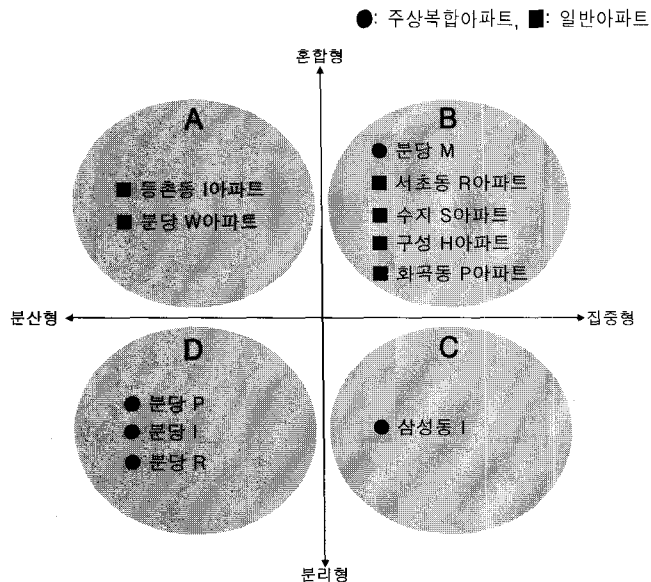 ●: 주상복합아파트, ■: 일반아파트
혼합형
A
■ 등촌동 I아파트
■ 분당 W아파트
B
● 분당 M
■ 서초동 R아파트
■ 수지 S아파트
■ 구성 H아파트
■ 화곡동 P아파트
분산형
집중형
D
● 분당 P
● 분당 I
● 분당 R
C
● 삼성동 I
분리형